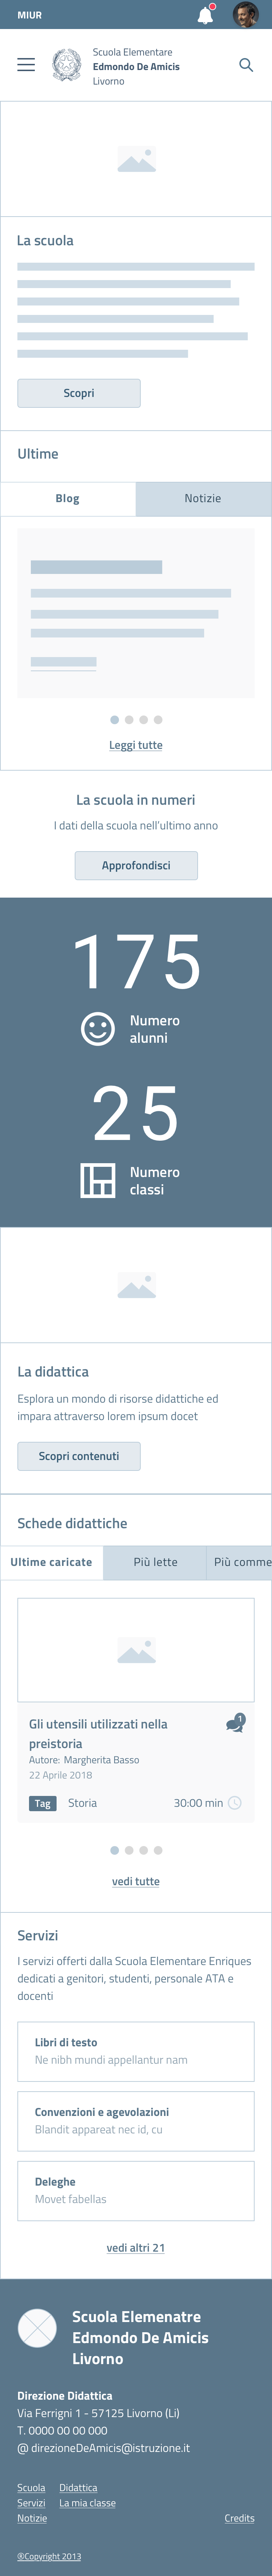 MIUR
Scuola Elementare
Edmondo De Amicis
Livorno
La scuola
Scopri
Ultime
Blog Notizie
Leggi tutte
La scuola in numeri
I dati della scuola nell'ultimo anno
Approfondisci
175
Numero
alunni
25
Numero
classi
La didattica
Esplora un mondo di risorse didattiche ed
impara attraverso lorem ipsum docet
Scopri contenuti
Schede didattiche
Ultime caricate Più lette Più comme
Gli utensili utilizzati nella
preistoria
1
Autore: Margherita Basso
22 Aprile 2018
Tag Storia 30:00 min
vedi tutte
Servizi
I servizi offerti dalla Scuola Elementare Enriques
dedicati a genitori, studenti, personale ATA e
docenti
Libri di testo
Ne nibh mundi appellantur nam
Convenzioni e agevolazioni
Blandit appareat nec id, cu
Deleghe
Movet fabellas
vedi altri 21
Scuola Elemenatre
Edmondo De Amicis
Livorno
Direzione Didattica
Via Ferrigni 1 - 57125 Livorno (Li)
T. 0000 00 00 000
@ direzioneDeAmicis@istruzione.it
Scuola Didattica
Servizi La mia classe
Notizie Credits
®Copyright 2013